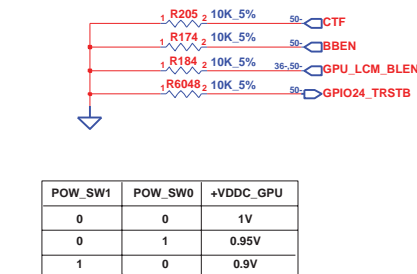 1 R205 2 10K_5% 50- CTF
1 R174 2 10K_5% 50- BBEN
1 R184 2 10K_5% 36-,50- GPU_LCM_BLEN
1 R6048 2 10K_5% 50- GPIO24_TRSTB
POW_SW1 POW_SW0 +VDDC_GPU
0 0 1V
0 1 0.95V
1 0 0.9V